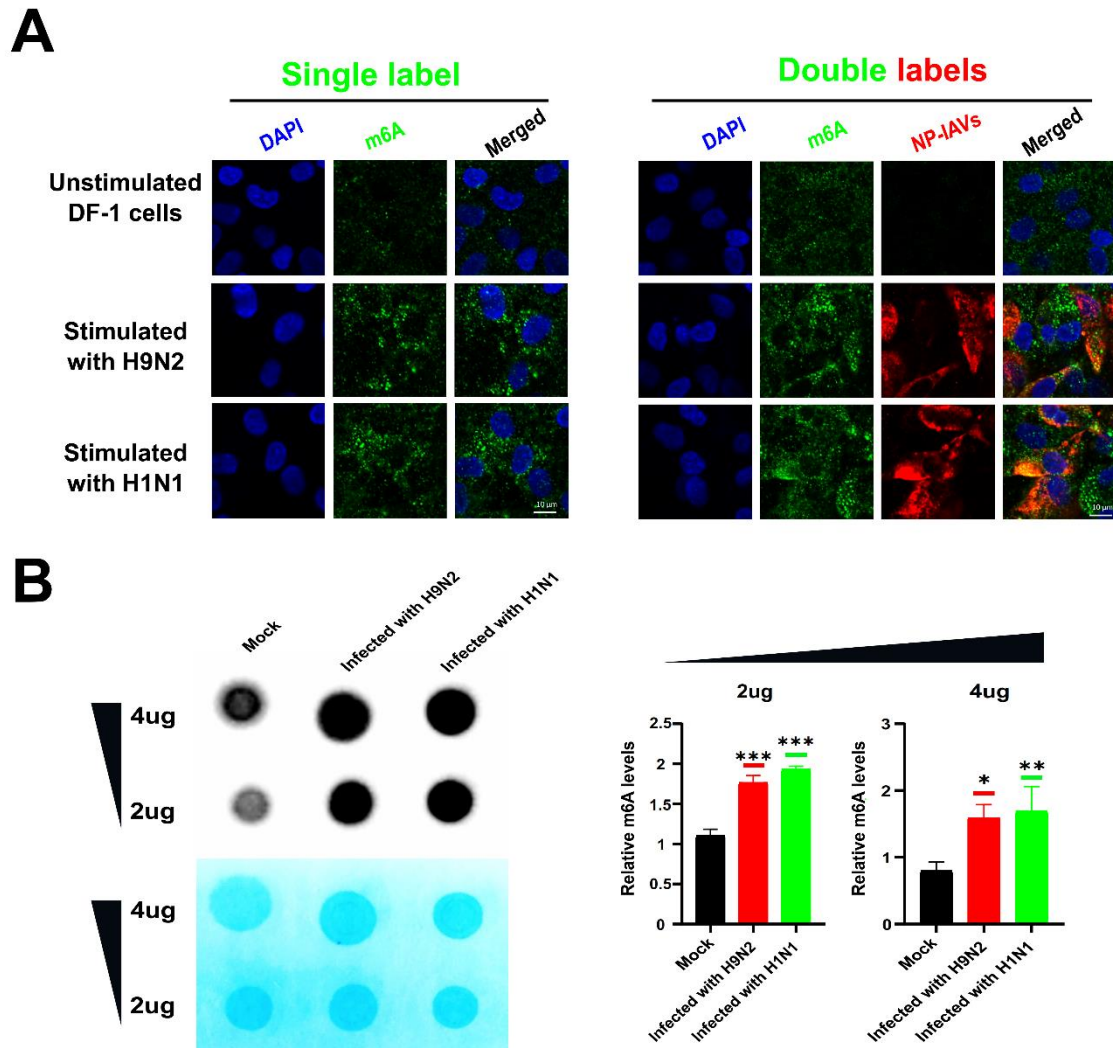 A
Single label
Double labels
DAPI
m6A
Merged
DAPI
m6A
NP-IAVs
Merged
Unstimulated
DF-1 cells
Stimulated
with H9N2
Stimulated
with H1N1
10 µm
10 µm
B
Mock
Infected with H9N2
Infected with H1N1
4ug
2ug
4ug
2ug
2ug
4ug
Relative m6A levels
2.5
2
1.5
1
0.5
0
***
***
Mock
Infected with H9N2
Infected with H1N1
Relative m6A levels
3
2
1
0
*
**
Mock
Infected with H9N2
Infected with H1N1